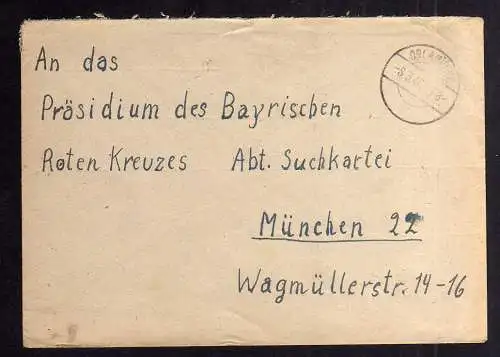 An das
Präsidium des Bayrischen
Roten Kreuzes Abt. Suchkartei
München 22
Wagmüllerstr. 14-16